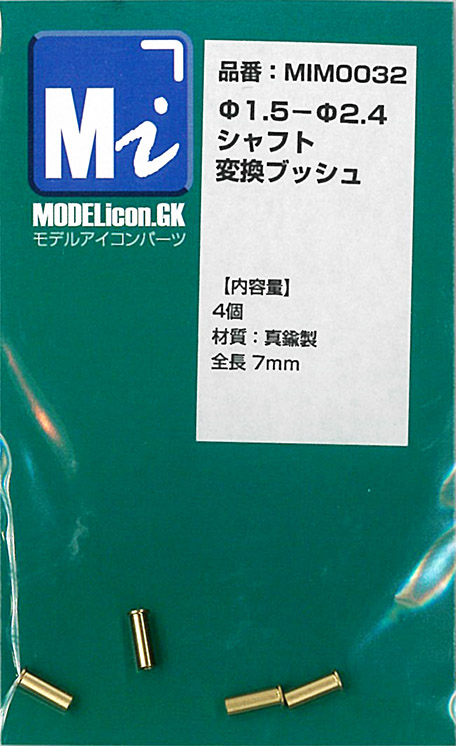 Mi
MODELicon.GK
モデルアイコンパーツ
品番：MIM0032
Φ1.5－Φ2.4
シャフト
変換ブッシュ
【内容量】
4個
材質：真鍮製
全長 7mm